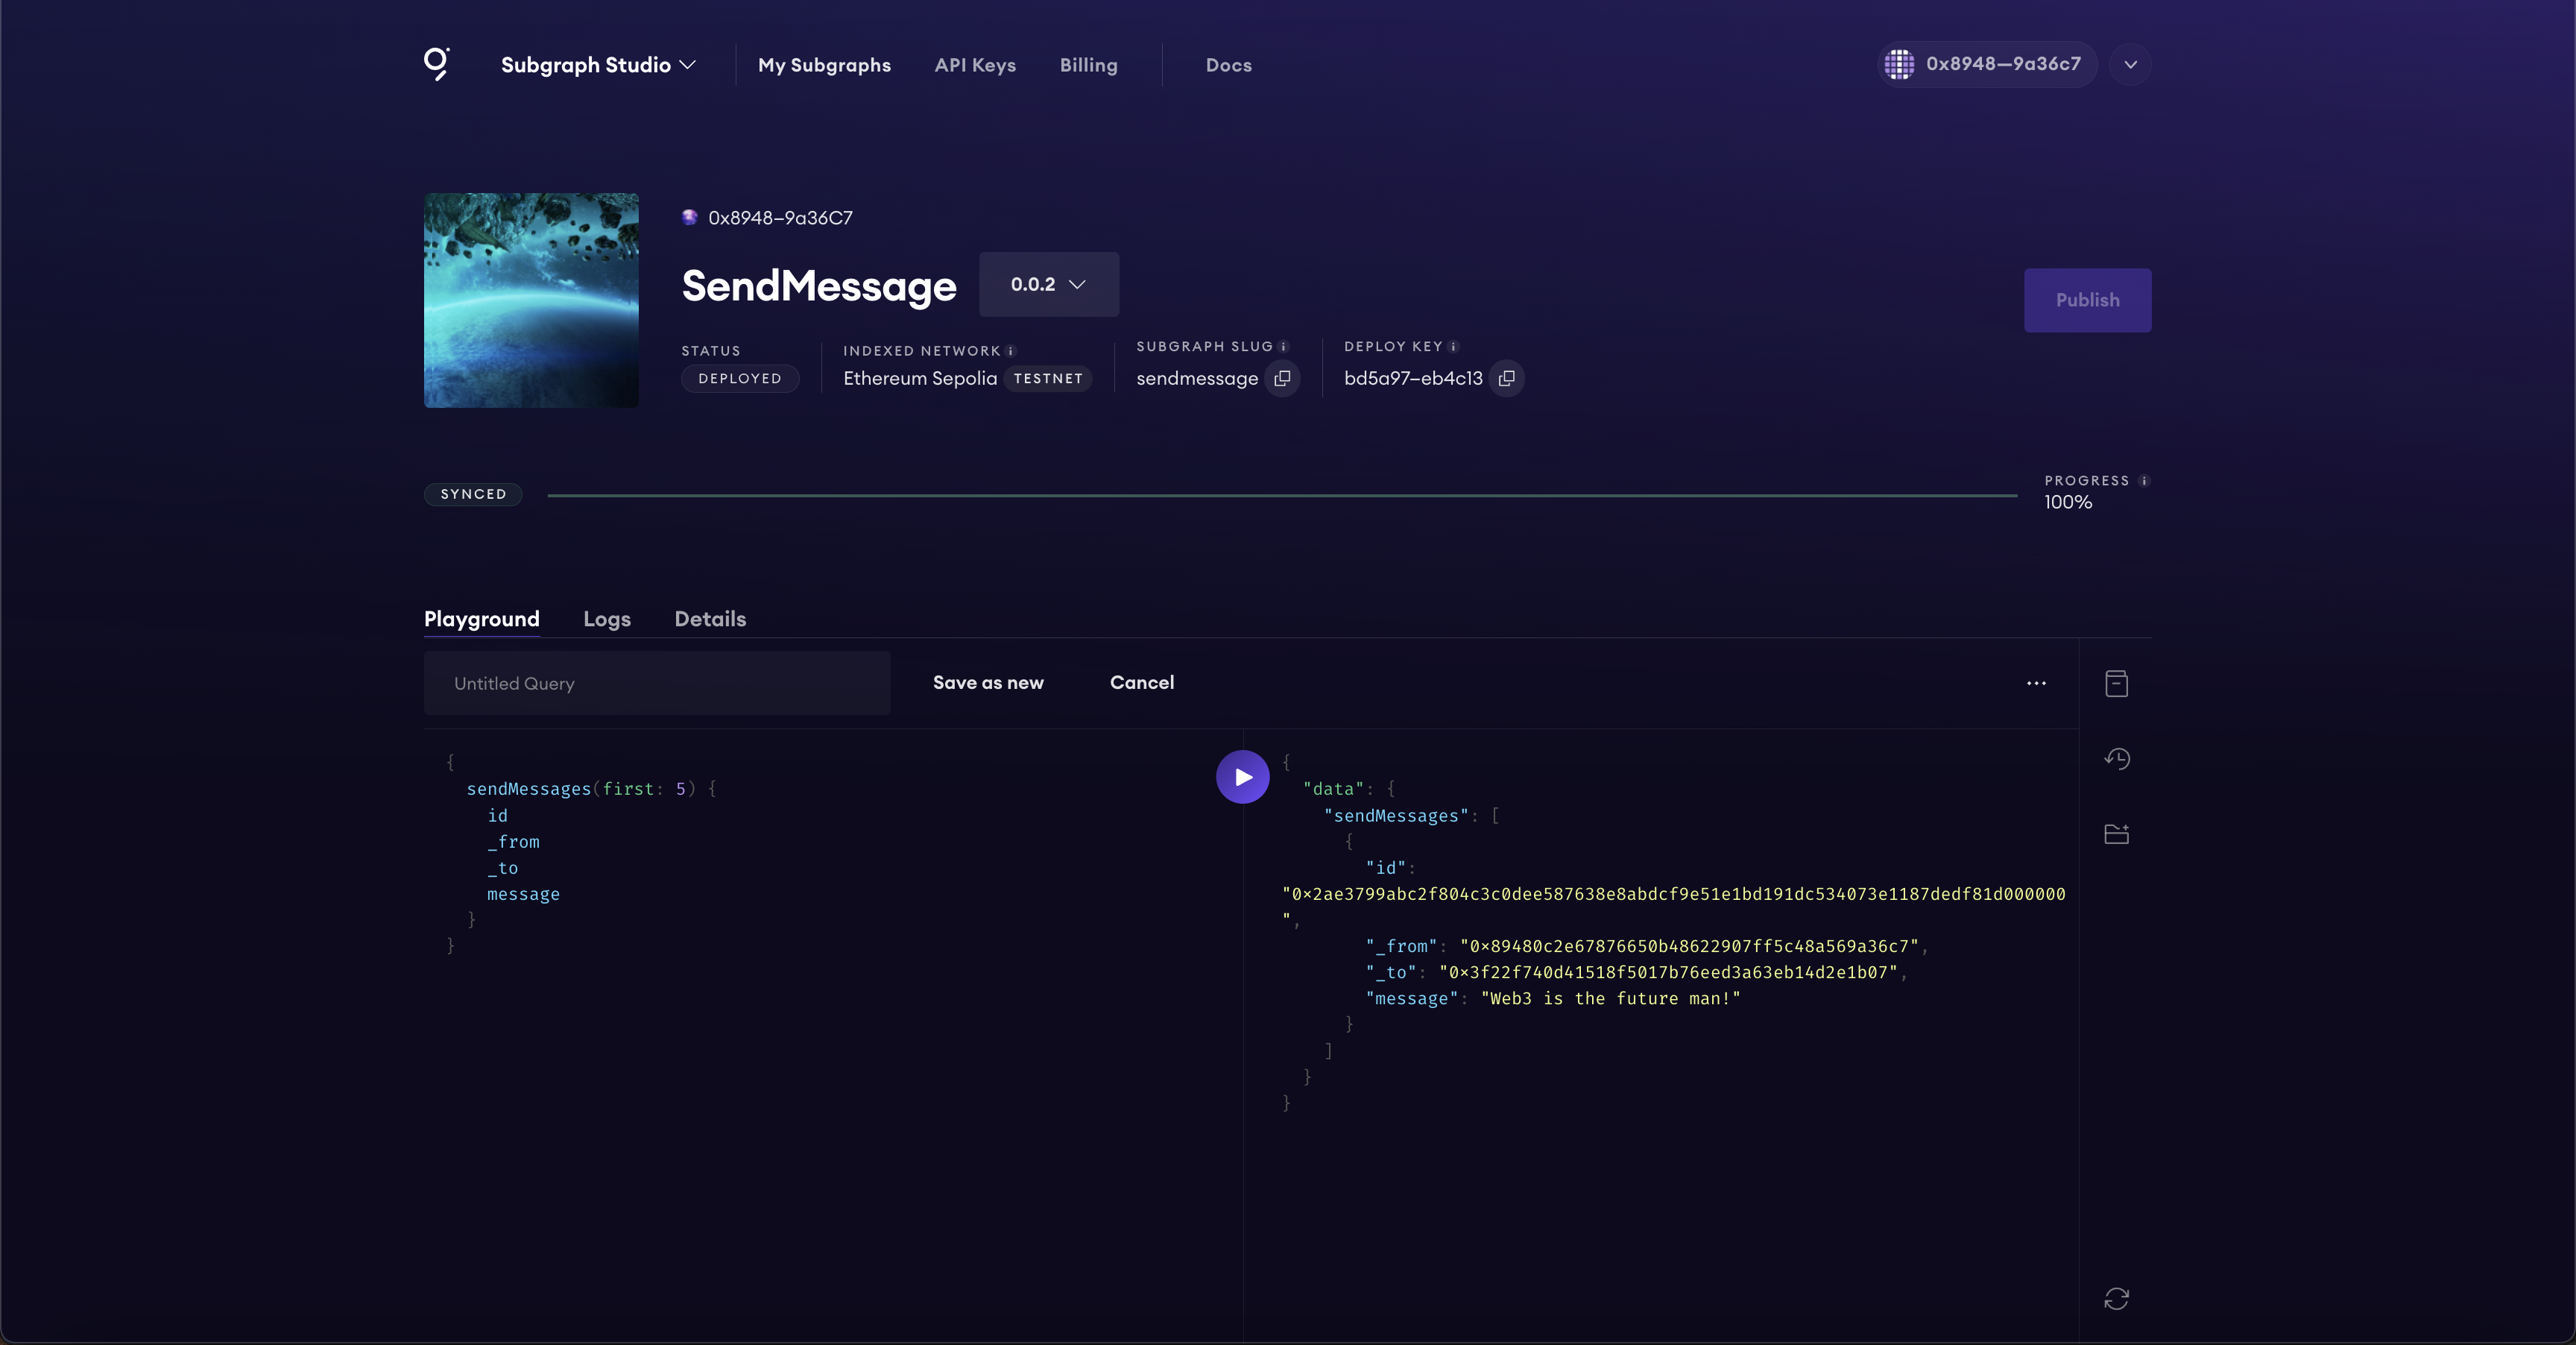 Subgraph Studio
My Subgraphs
API Keys
Billing
Docs
0x8948—9a36c7
0x8948—9a36C7
SendMessage
0.0.2
Publish
STATUS
DEPLOYED
INDEXED NETWORK
Ethereum Sepolia TESTNET
SUBGRAPH SLUG
sendmessage
DEPLOY KEY
bd5a97—eb4c13
SYNCED
PROGRESS
100%
Playground
Logs
Details
Untitled Query
Save as new
Cancel
{
sendMessages(first: 5) {
id
_from
_to
message
}
}
{
"data": {
"sendMessages": [
{
"id":
"0x2ae3799abc2f804c3c0dee587638e8abdcf9e51e1bd191dc534073e1187dedf81d000000
",
"_from": "0x89480c2e67876650b48622907ff5c48a569a36c7",
"_to": "0x3f22f740d41518f5017b76eed3a63eb14d2e1b07",
"message": "Web3 is the future man!"
}
]
}
}